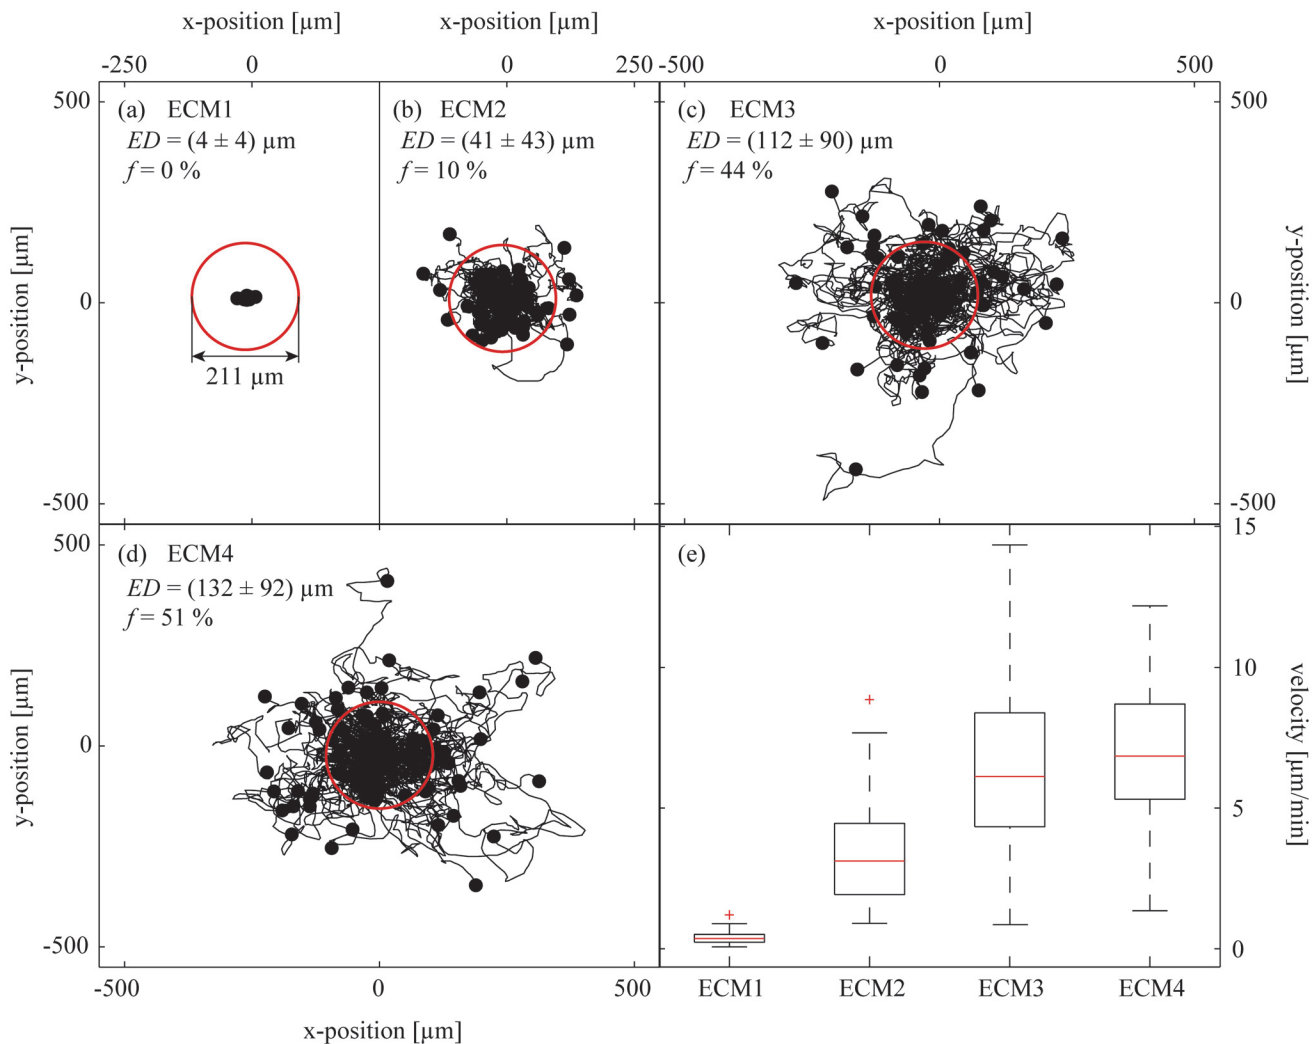 x-position [µm]
x-position [µm]
x-position [µm]
-250
0
0
250
-500
0
500
500
0
-500
y-position [µm]
(a) ECM1
ED = (4 ± 4) µm
f = 0 %
211 µm
(b) ECM2
ED = (41 ± 43) µm
f = 10 %
(c) ECM3
ED = (112 ± 90) µm
f = 44 %
500
0
-500
y-position [µm]
(d) ECM4
ED = (132 ± 92) µm
f = 51 %
500
0
-500
y-position [µm]
-500
0
500
x-position [µm]
(e)
15
10
5
0
velocity [µm/min]
ECM1
ECM2
ECM3
ECM4